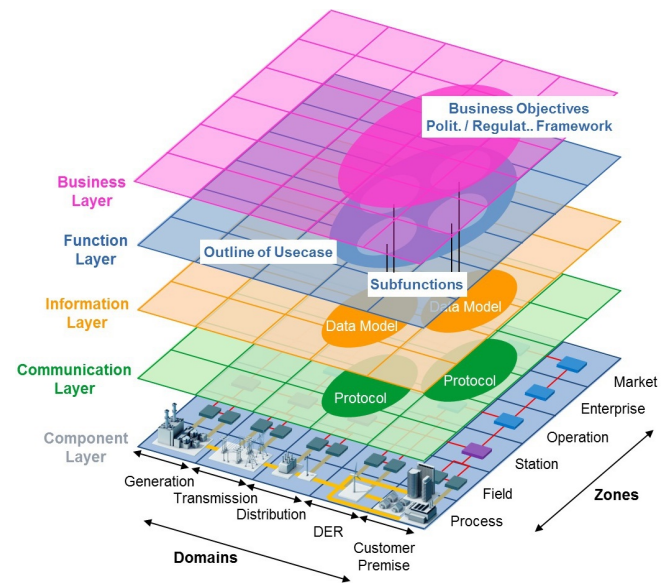 Business Objectives
Polit. / Regulat.. Framework
Business
Layer
Function
Layer
Outline of Usecase
Subfunctions
Information
Layer
Data Model
Data Model
Communication
Layer
Protocol
Protocol
Component
Layer
Market
Enterprise
Operation
Station
Field
Process
Zones
Generation
Transmission
Distribution
DER
Customer
Premise
Domains